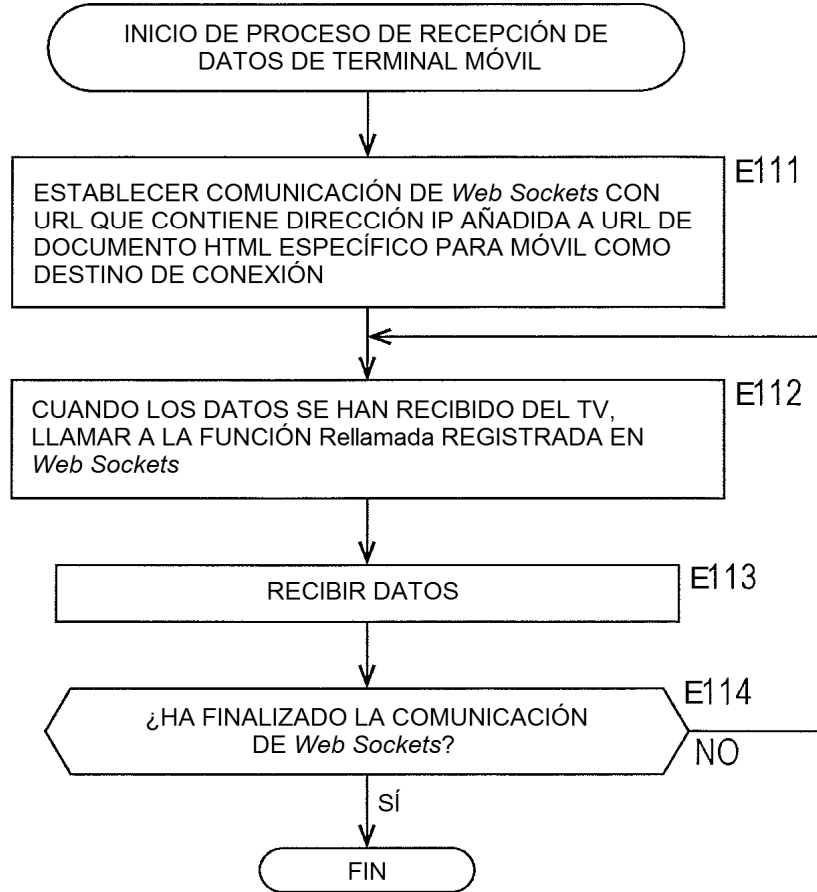 INICIO DE PROCESO DE RECEPCIÓN DE
DATOS DE TERMINAL MÓVIL
E111
ESTABLECER COMUNICACIÓN DE Web Sockets CON
URL QUE CONTIENE DIRECCIÓN IP AÑADIDA A URL DE
DOCUMENTO HTML ESPECÍFICO PARA MÓVIL COMO
DESTINO DE CONEXIÓN
E112
CUANDO LOS DATOS SE HAN RECIBIDO DEL TV,
LLAMAR A LA FUNCIÓN Rellamada REGISTRADA EN
Web Sockets
E113
RECIBIR DATOS
E114
¿HA FINALIZADO LA COMUNICACIÓN
DE Web Sockets?
NO
SÍ
FIN